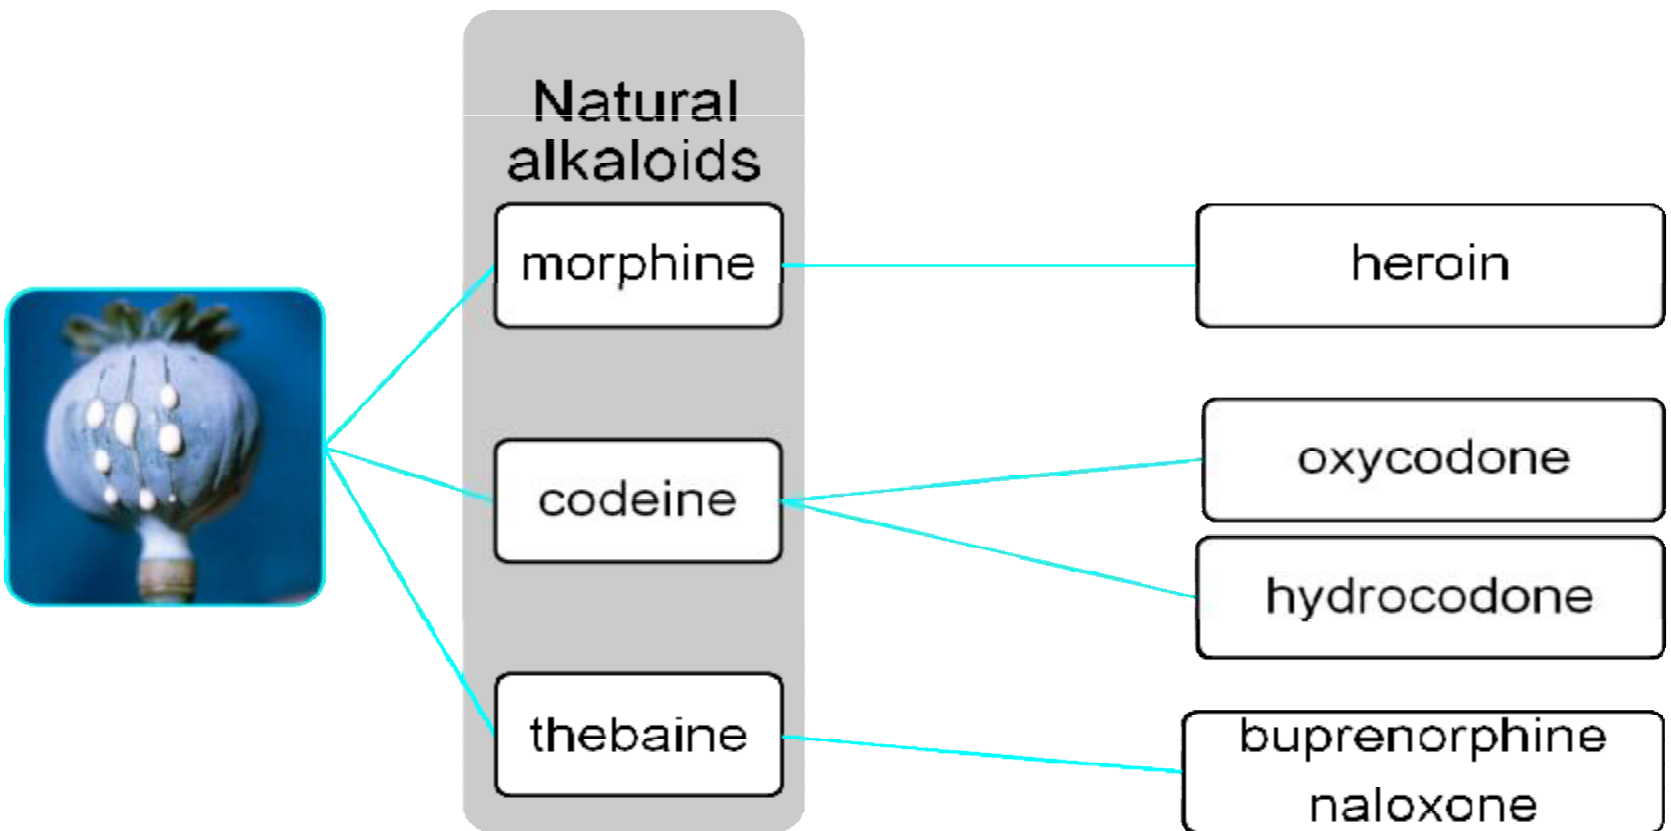 Natural
alkaloids
morphine
heroin
codeine
oxycodone
hydrocodone
thebaine
buprenorphine
naloxone